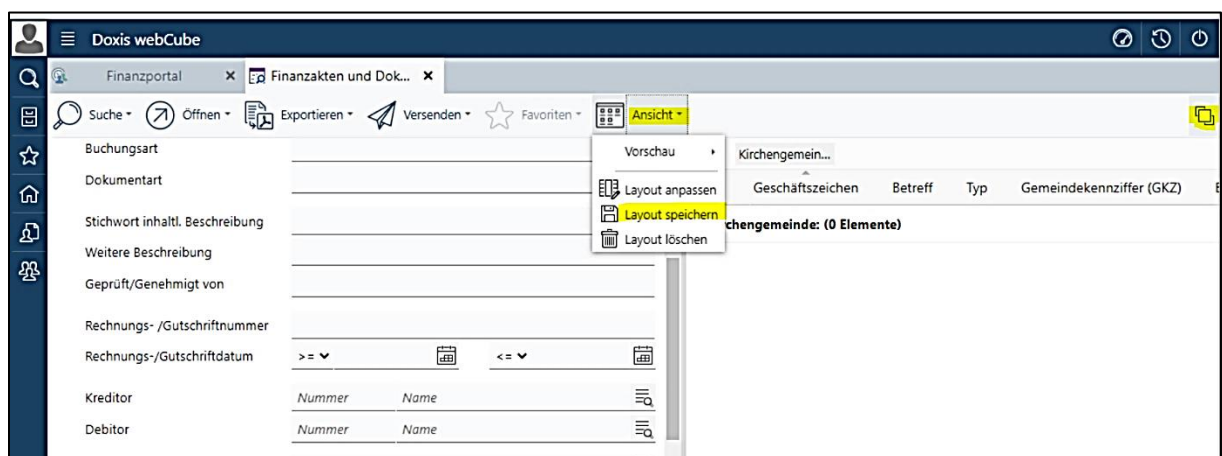 Doxis webCube
Finanzportal × Finanzakten und Dok... ×
Suche Öffnen Exportieren Versenden Favoriten Ansicht
Vorschau
Layout anpassen
Layout speichern
Layout löschen
Buchungsart
Dokumentart
Stichwort inhaltl. Beschreibung
Weitere Beschreibung
Geprüft/Genehmigt von
Rechnungs- /Gutschriftnummer
Rechnungs-/Gutschriftdatum >= <=
Kreditor Nummer Name
Debitor Nummer Name
Kirchengemein...
Geschäftszeichen Betreff Typ Gemeindekennziffer (GKZ)
chengemeinde: (0 Elemente)